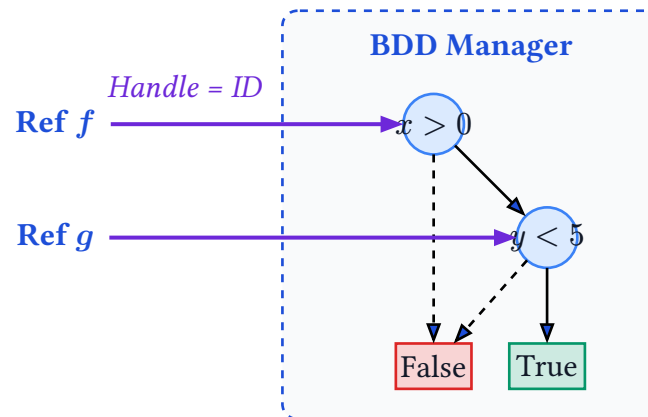 BDD Manager
Handle = ID
Ref f
x > 0
Ref g
y < 5
False
True